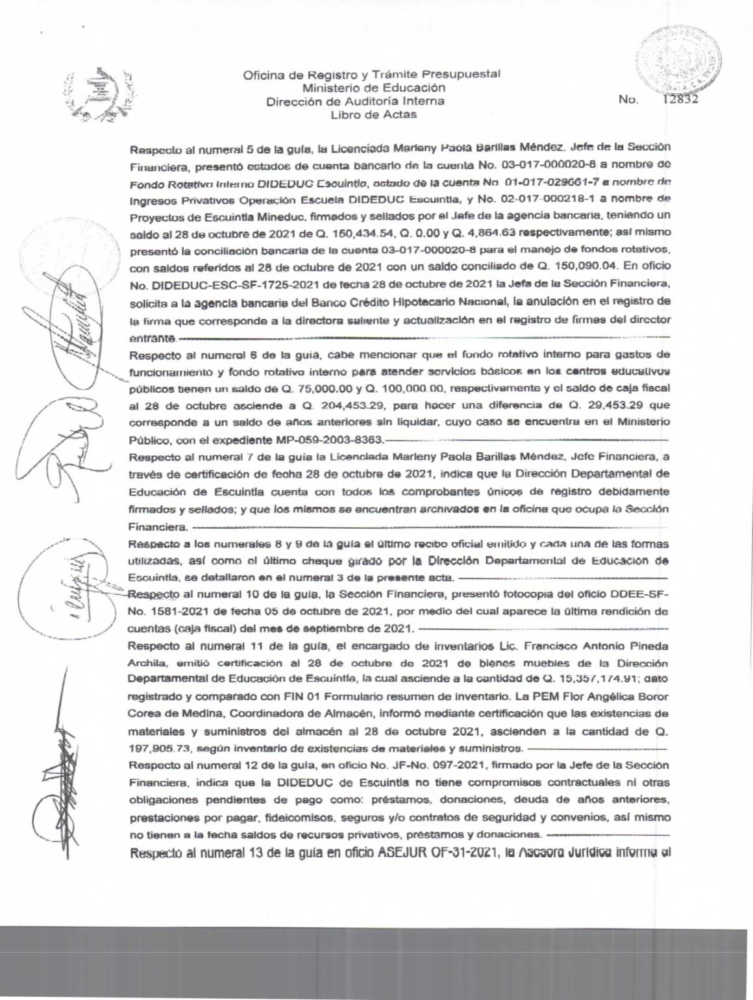 Oficina de Registro y Trámite Presupuestal
Ministerio de Educación
Dirección de Auditoría Interna
Libro de Actas
No. 12832
Respecto al numeral 5 de la guía, la Licenciada Marleny Paola Barillas Méndez, Jefe de la Sección
Financiera, presentó estados de cuenta bancario de la cuenta No. 03-017-000020-8 a nombre de
Fondo Rotativo Interno DIDEDUC Escuintla, estado de la cuenta No. 01-017-029661-7 a nombre de
Ingresos Privativos Operación Escuela DIDEDUC Escuintla, y No. 02-017-000218-1 a nombre de
Proyectos de Escuintla Mineduc, firmados y sellados por el Jefe de la agencia bancaria, teniendo un
saldo al 28 de octubre de 2021 de Q. 150,434.54, Q. 0.00 y Q. 4,864.63 respectivamente; así mismo
presentó la conciliación bancaria de la cuenta 03-017-000020-8 para el manejo de fondos rotativos,
con saldos referidos al 28 de octubre de 2021 con un saldo conciliado de Q. 150,090.04. En oficio
No. DIDEDUC-ESC-SF-1725-2021 de fecha 28 de octubre de 2021 la Jefa de la Sección Financiera,
solicita a la agencia bancaria del Banco Crédito Hipotecario Nacional, la anulación en el registro de
la firma que corresponde a la directora saliente y actualización en el registro de firmas del director
entrante.
Respecto al numeral 6 de la guía, cabe mencionar que el fondo rotativo interno para gastos de
funcionamiento y fondo rotativo interno para atender servicios básicos en los centros educativos
públicos tienen un saldo de Q. 75,000.00 y Q. 100,000.00, respectivamente y el saldo de caja fiscal
al 28 de octubre asciende a Q. 204,453.29, para hacer una diferencia de Q. 29,453.29 que
corresponde a un saldo de años anteriores sin liquidar, cuyo caso se encuentra en el Ministerio
Público, con el expediente MP-059-2003-8363.
Respecto al numeral 7 de la guía la Licenciada Marleny Paola Barillas Méndez, Jefe Financiera, a
través de certificación de fecha 28 de octubre de 2021, indica que la Dirección Departamental de
Educación de Escuintla cuenta con todos los comprobantes únicos de registro debidamente
firmados y sellados; y que los mismos se encuentran archivados en la oficina que ocupa la Sección
Financiera.
Respecto a los numerales 8 y 9 de la guía el último recibo oficial emitido y cada una de las formas
utilizadas, así como el último cheque girado por la Dirección Departamental de Educación de
Escuintla, se detallaron en el numeral 3 de la presente acta.
Respecto al numeral 10 de la guía, la Sección Financiera, presentó fotocopia del oficio DDEE-SF-
No. 1581-2021 de fecha 05 de octubre de 2021, por medio del cual aparece la última rendición de
cuentas (caja fiscal) del mes de septiembre de 2021.
Respecto al numeral 11 de la guía, el encargado de inventarios Lic. Francisco Antonio Pineda
Archila, emitió certificación al 28 de octubre de 2021 de bienes muebles de la Dirección
Departamental de Educación de Escuintla, la cual asciende a la cantidad de Q. 15,357,174.91; dato
registrado y comparado con FIN 01 Formulario resumen de inventario. La PEM Flor Angélica Boror
Corea de Medina, Coordinadora de Almacén, informó mediante certificación que las existencias de
materiales y suministros del almacén al 28 de octubre 2021, ascienden a la cantidad de Q.
197,905.73, según inventario de existencias de materiales y suministros.
Respecto al numeral 12 de la guía, en oficio No. JF-No. 097-2021, firmado por la Jefe de la Sección
Financiera, indica que la DIDEDUC de Escuintla no tiene compromisos contractuales ni otras
obligaciones pendientes de pago como: préstamos, donaciones, deuda de años anteriores,
prestaciones por pagar, fideicomisos, seguros y/o contratos de seguridad y convenios, así mismo
no tienen a la fecha saldos de recursos privativos, préstamos y donaciones.
Respecto al numeral 13 de la guía en oficio ASEJUR OF-31-2021, la Asesora Jurídica informa al